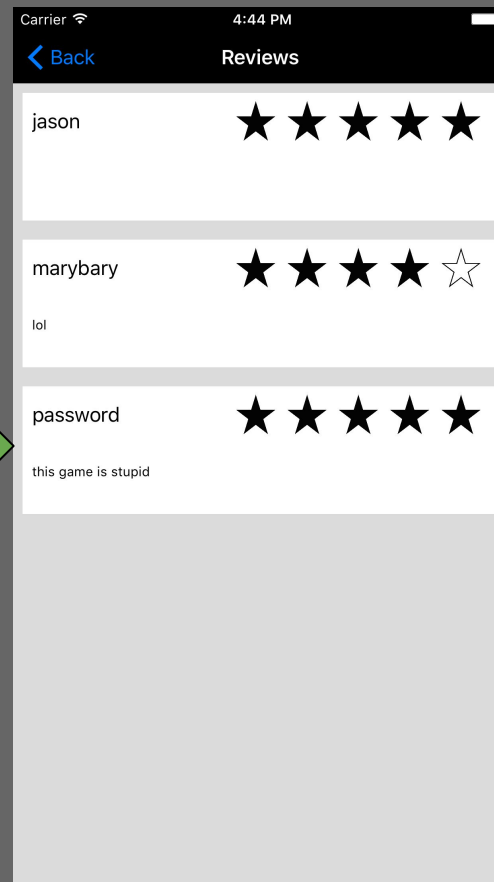 Carrier 4:44 PM
Back Reviews
jason
marybary
lol
password
this game is stupid